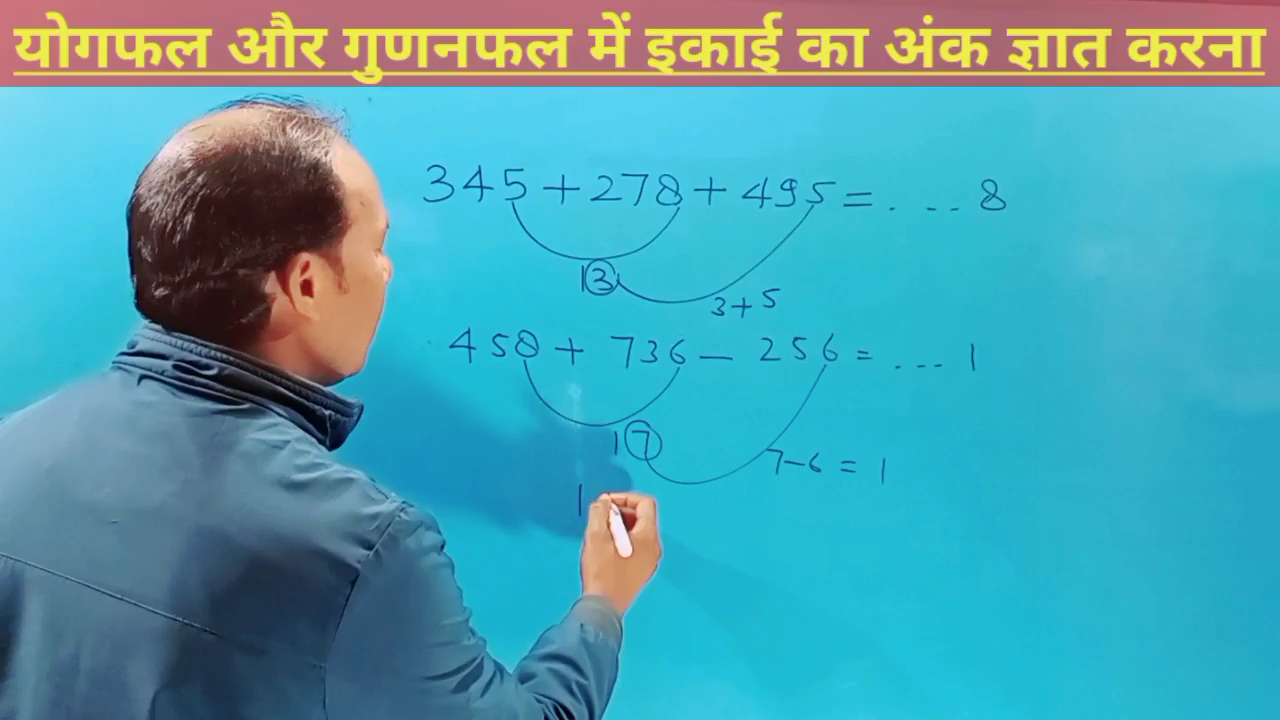 योगफल और गुणनफल में इकाई का अंक ज्ञात करना
345 + 278 + 495 = . . . . 8
13
3 + 5
458 + 736 - 256 = . . . . 1
17
7 - 6 = 1
1